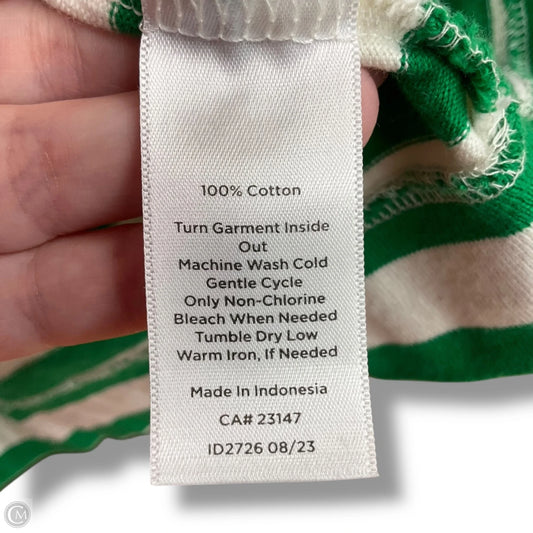 100% Cotton
Turn Garment Inside
Out
Machine Wash Cold
Gentle Cycle
Only Non-Chlorine
Bleach When Needed
Tumble Dry Low
Warm Iron, If Needed
Made In Indonesia
CA# 23147
ID2726 08/23
CM